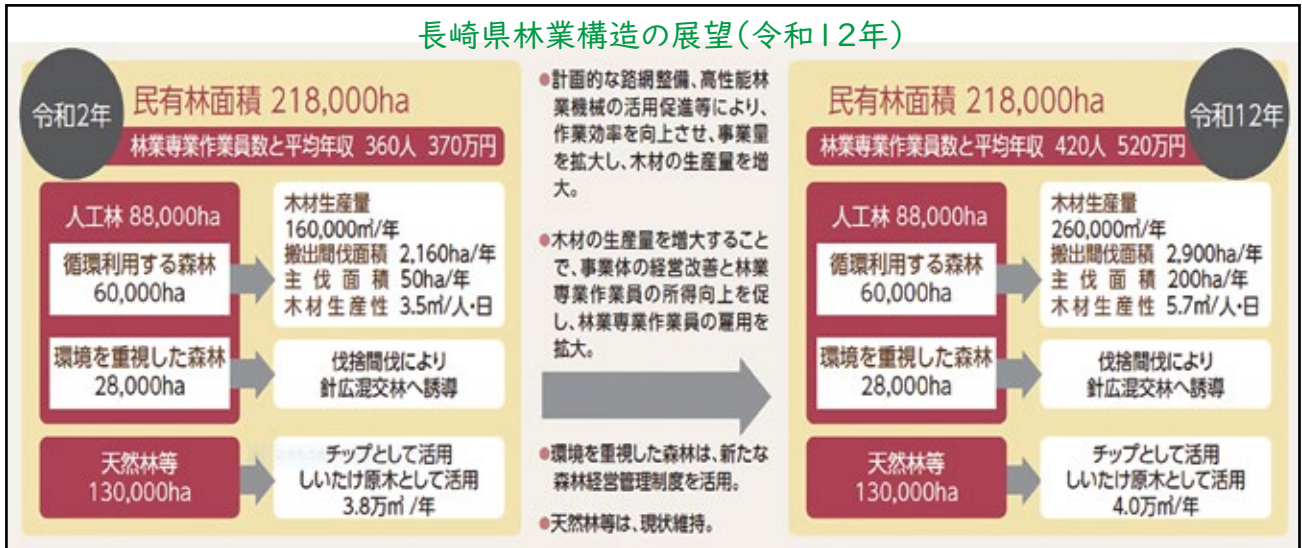 長崎県林業構造の展望(令和12年)
令和2年
民有林面積 218,000ha
林業専業作業員数と平均年収 360人 370万円
人工林 88,000ha
循環利用する森林
60,000ha
木材生産量
160,000㎥/年
搬出間伐面積 2,160ha/年
主伐面積 50ha/年
木材生産性 3.5㎥/人・日
環境を重視した森林
28,000ha
伐捨間伐により
針広混交林へ誘導
天然林等
130,000ha
チップとして活用
しいたけ原木として活用
3.8万㎥/年
●計画的な路網整備、高性能林
業機械の活用促進等により、
作業効率を向上させ、事業量
を拡大し、木材の生産量を増
大。
●木材の生産量を増大すること
で、事業体の経営改善と林業
専業作業員の所得向上を促
し、林業専業作業員の雇用を
拡大。
●環境を重視した森林は、新たな
森林経営管理制度を活用。
●天然林等は、現状維持。
令和12年
民有林面積 218,000ha
林業専業作業員数と平均年収 420人 520万円
人工林 88,000ha
循環利用する森林
60,000ha
木材生産量
260,000㎥/年
搬出間伐面積 2,900ha/年
主伐面積 200ha/年
木材生産性 5.7㎥/人・日
環境を重視した森林
28,000ha
伐捨間伐により
針広混交林へ誘導
天然林等
130,000ha
チップとして活用
しいたけ原木として活用
4.0万㎥/年